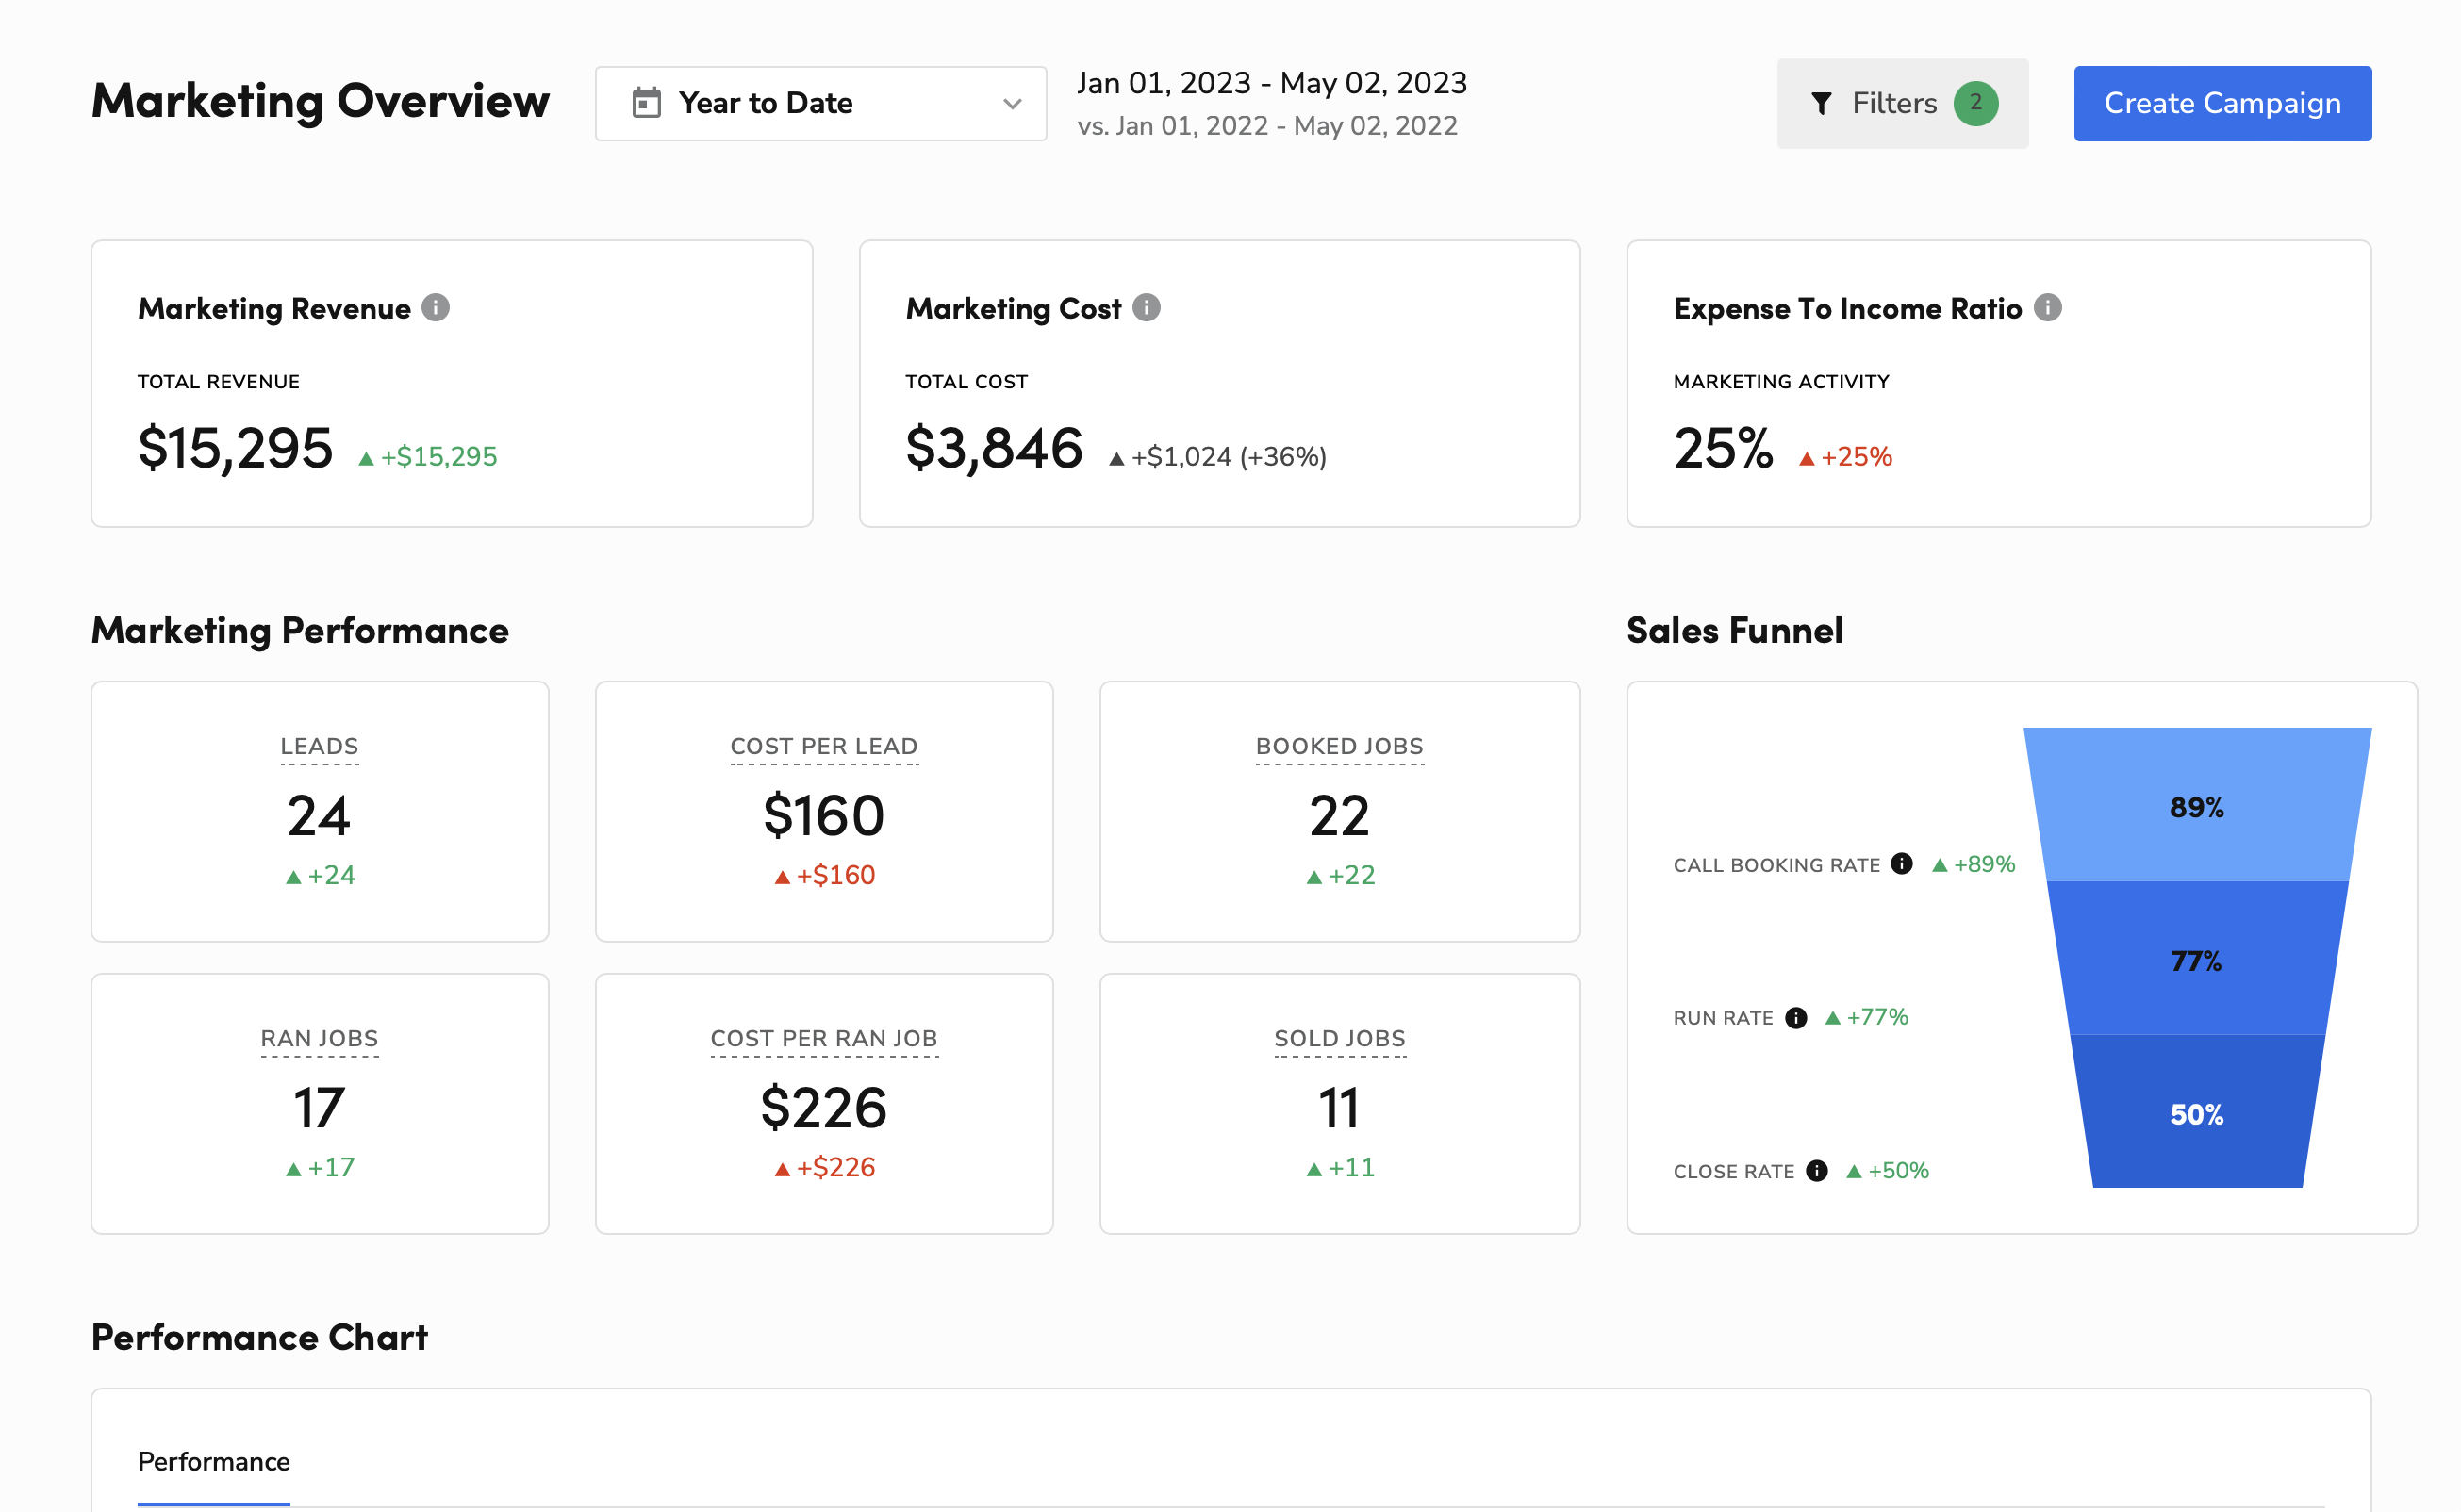 Marketing Overview
Year to Date
Jan 01, 2023 - May 02, 2023
vs. Jan 01, 2022 - May 02, 2022
Filters 2
Create Campaign
Marketing Revenue
TOTAL REVENUE
$15,295 ▲ +$15,295
Marketing Cost
TOTAL COST
$3,846 ▲ +$1,024 (+36%)
Expense To Income Ratio
MARKETING ACTIVITY
25% ▲ +25%
Marketing Performance
LEADS
24
▲ +24
COST PER LEAD
$160
▲ +$160
BOOKED JOBS
22
▲ +22
RAN JOBS
17
▲ +17
COST PER RAN JOB
$226
▲ +$226
SOLD JOBS
11
▲ +11
Sales Funnel
89%
CALL BOOKING RATE ▲ +89%
77%
RUN RATE ▲ +77%
50%
CLOSE RATE ▲ +50%
Performance Chart
Performance